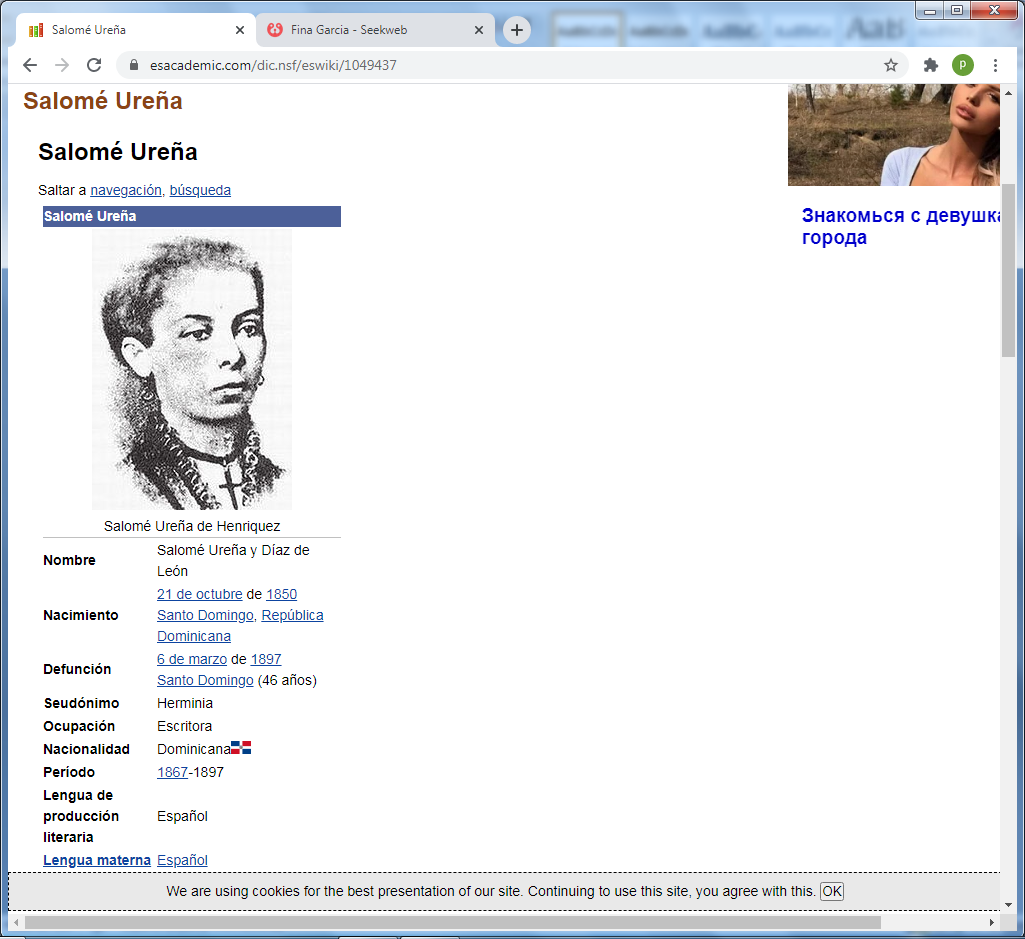 Salomé Ureña
Fina Garcia - Seekweb
esacademic.com/dic.nsf/eswiki/1049437
P
Salomé Ureña
Salomé Ureña
Saltar a navegación, búsqueda
Salomé Ureña
Salomé Ureña de Henriquez
Nombre
Salomé Ureña y Díaz de
León
Nacimiento
21 de octubre de 1850
Santo Domingo, República
Dominicana
Defunción
6 de marzo de 1897
Santo Domingo (46 años)
Seudónimo Herminia
Ocupación Escritora
Nacionalidad Dominicana
Período 1867-1897
Lengua de
producción
literaria
Español
Lengua materna Español
Знакомься с девушка
города
We are using cookies for the best presentation of our site. Continuing to use this site, you agree with this. OK